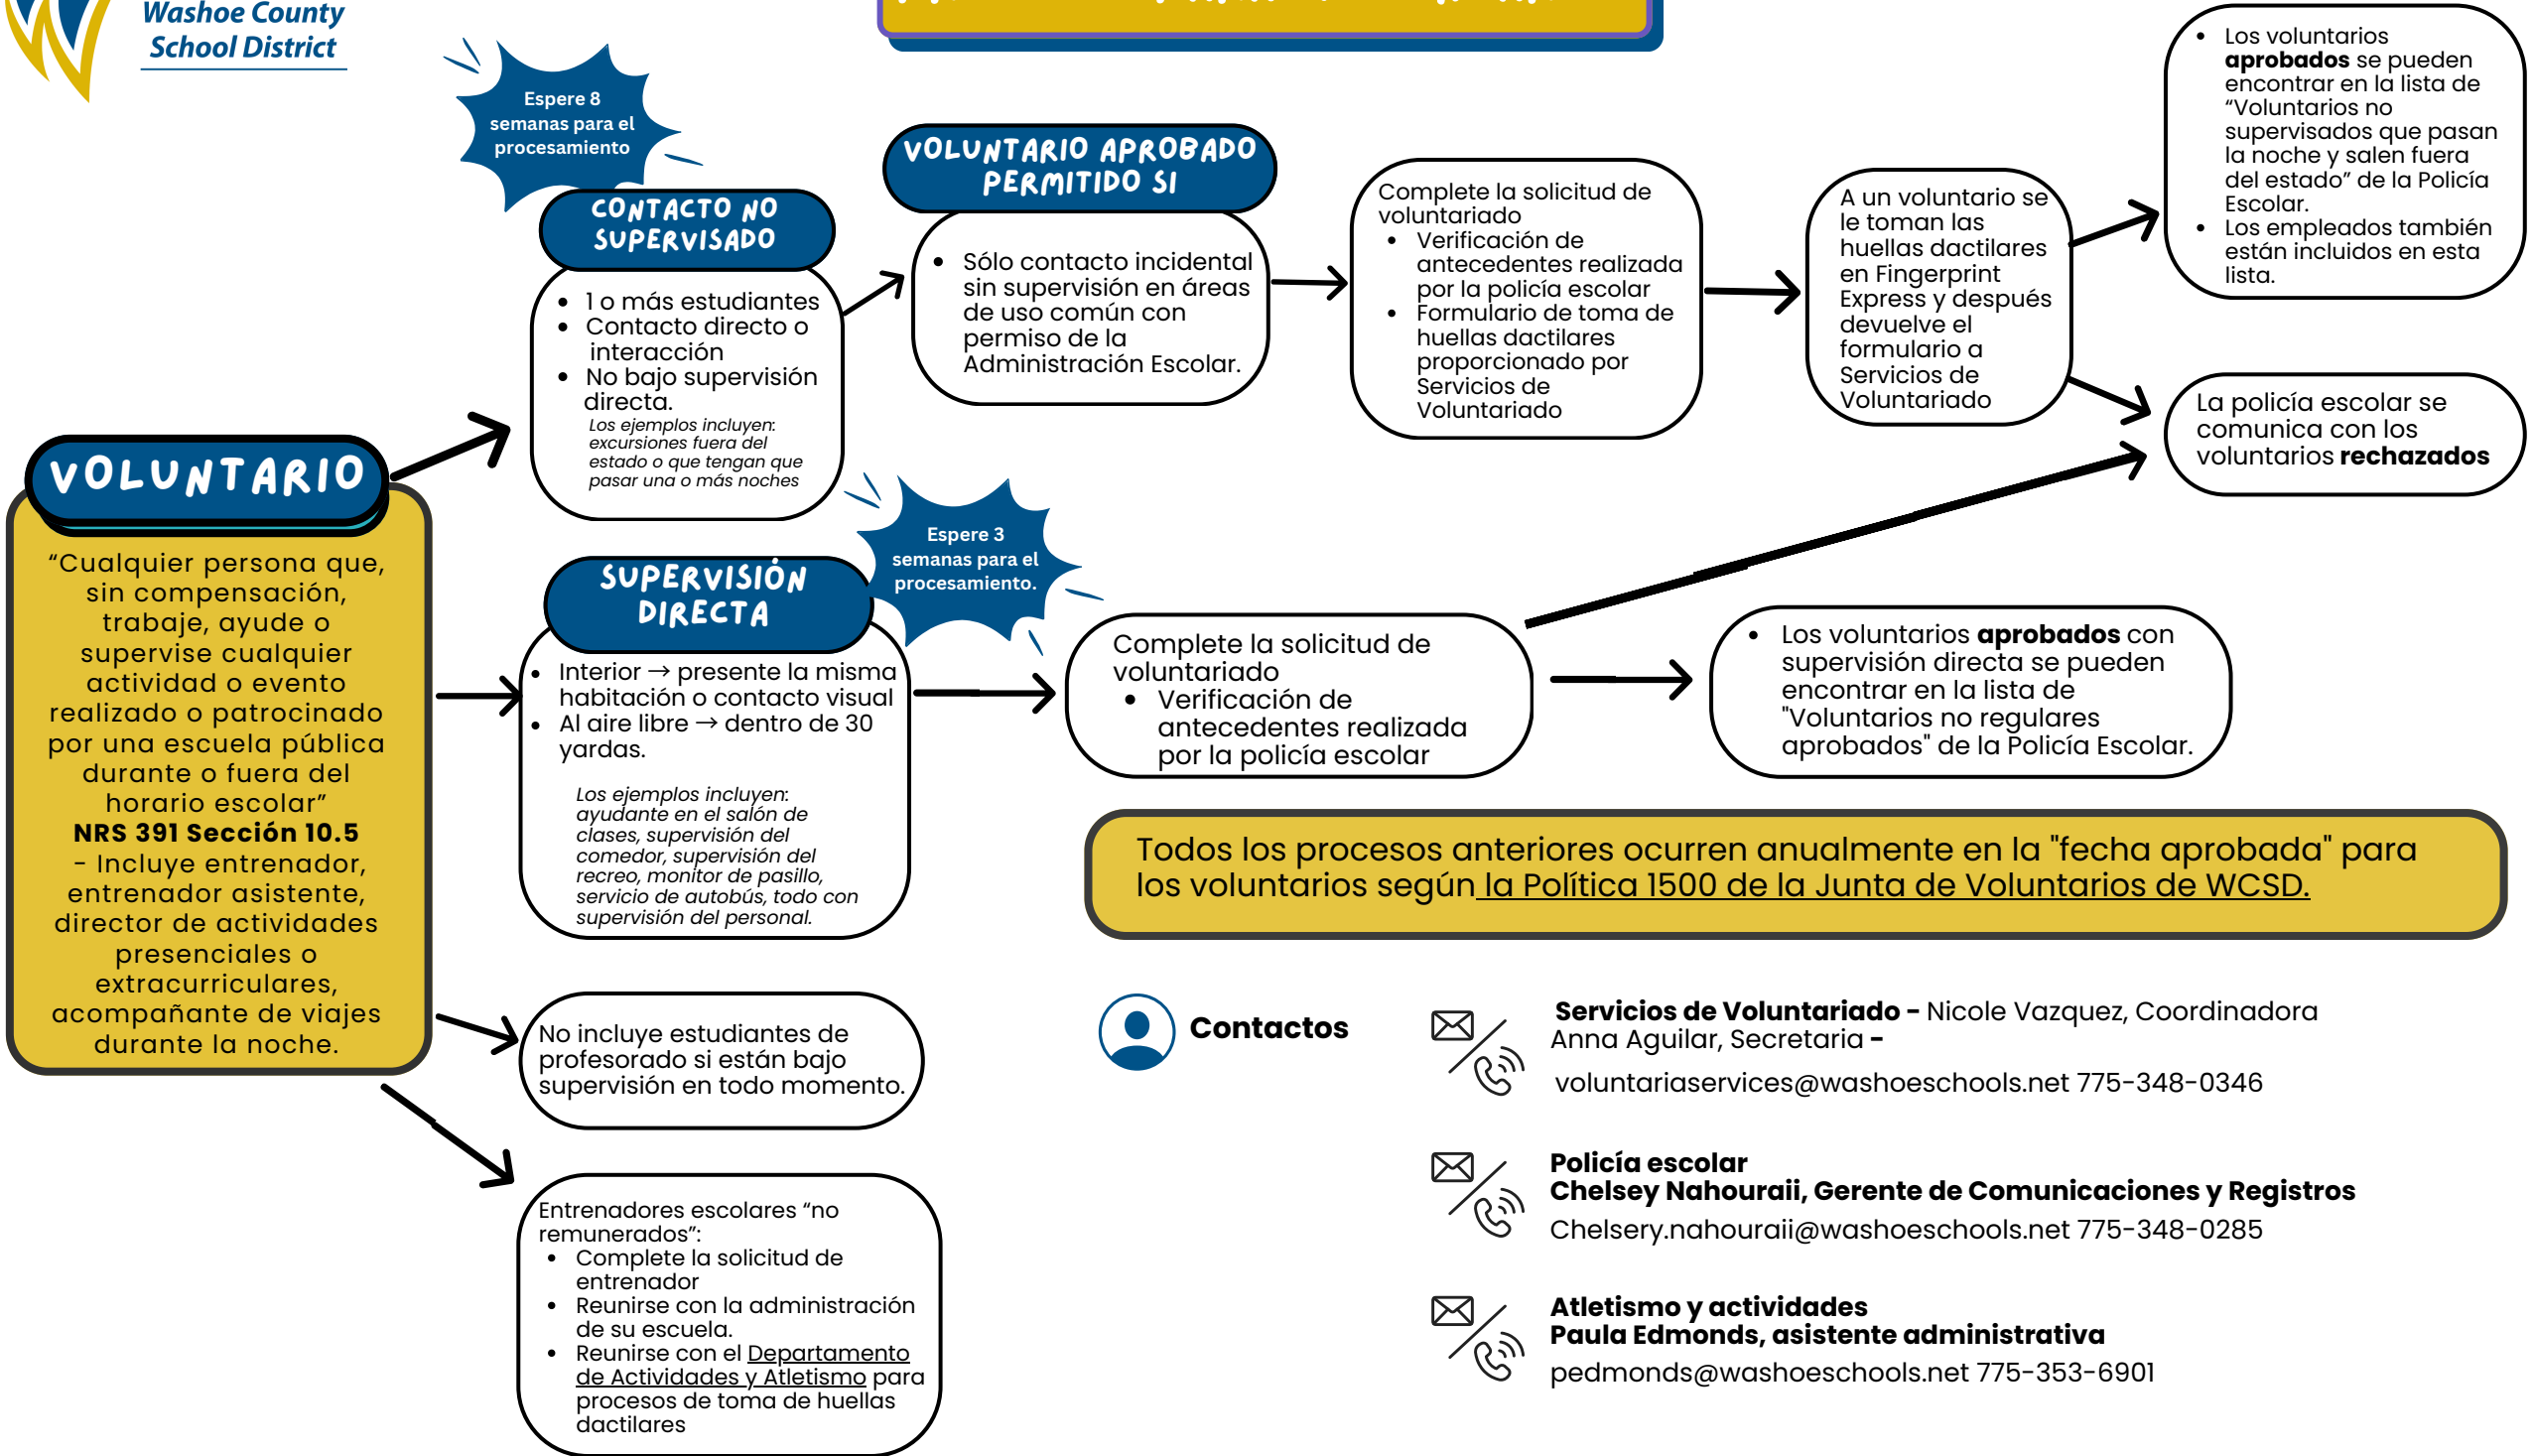 Washoe County
School District
Espere 8
semanas para el
procesamiento
CONTACTO NO
SUPERVISADO
• 1 o más estudiantes
• Contacto directo o
interacción
• No bajo supervisión
directa.
Los ejemplos incluyen:
excursiones fuera del
estado o que tengan que
pasar una o más noches
VOLUNTARIO APROBADO
PERMITIDO SI
• Sólo contacto incidental
sin supervisión en áreas
de uso común con
permiso de la
Administración Escolar.
Complete la solicitud de
voluntariado
• Verificación de
antecedentes realizada
por la policía escolar
• Formulario de toma de
huellas dactilares
proporcionado por
Servicios de
Voluntariado
A un voluntario se
le toman las
huellas dactilares
en Fingerprint
Express y después
devuelve el
formulario a
Servicios de
Voluntariado
• Los voluntarios
aprobados se pueden
encontrar en la lista de
“Voluntarios no
supervisados que pasan
la noche y salen fuera
del estado” de la Policía
Escolar.
• Los empleados también
están incluidos en esta
lista.
La policía escolar se
comunica con los
voluntarios rechazados
VOLUNTARIO
“Cualquier persona que,
sin compensación,
trabaje, ayude o
supervise cualquier
actividad o evento
realizado o patrocinado
por una escuela pública
durante o fuera del
horario escolar”
NRS 391 Sección 10.5
- Incluye entrenador,
entrenador asistente,
director de actividades
presenciales o
extracurriculares,
acompañante de viajes
durante la noche.
Espere 3
semanas para el
procesamiento.
SUPERVISIÓN
DIRECTA
• Interior → presente la misma
habitación o contacto visual
• Al aire libre → dentro de 30
yardas.
Los ejemplos incluyen:
ayudante en el salón de
clases, supervisión del
comedor, supervisión del
recreo, monitor de pasillo,
servicio de autobús, todo con
supervisión del personal.
Complete la solicitud de
voluntariado
• Verificación de
antecedentes realizada
por la policía escolar
• Los voluntarios aprobados con
supervisión directa se pueden
encontrar en la lista de
"Voluntarios no regulares
aprobados" de la Policía Escolar.
Todos los procesos anteriores ocurren anualmente en la "fecha aprobada" para
los voluntarios según la Política 1500 de la Junta de Voluntarios de WCSD.
No incluye estudiantes de
profesorado si están bajo
supervisión en todo momento.
Entrenadores escolares “no
remunerados”:
• Complete la solicitud de
entrenador
• Reunirse con la administración
de su escuela.
• Reunirse con el Departamento
de Actividades y Atletismo para
procesos de toma de huellas
dactilares
Contactos
Servicios de Voluntariado - Nicole Vazquez, Coordinadora
Anna Aguilar, Secretaria -
voluntariaservices@washoeschools.net 775-348-0346
Policía escolar
Chelsey Nahouraii, Gerente de Comunicaciones y Registros
Chelsery.nahouraii@washoeschools.net 775-348-0285
Atletismo y actividades
Paula Edmonds, asistente administrativa
pedmonds@washoeschools.net 775-353-6901